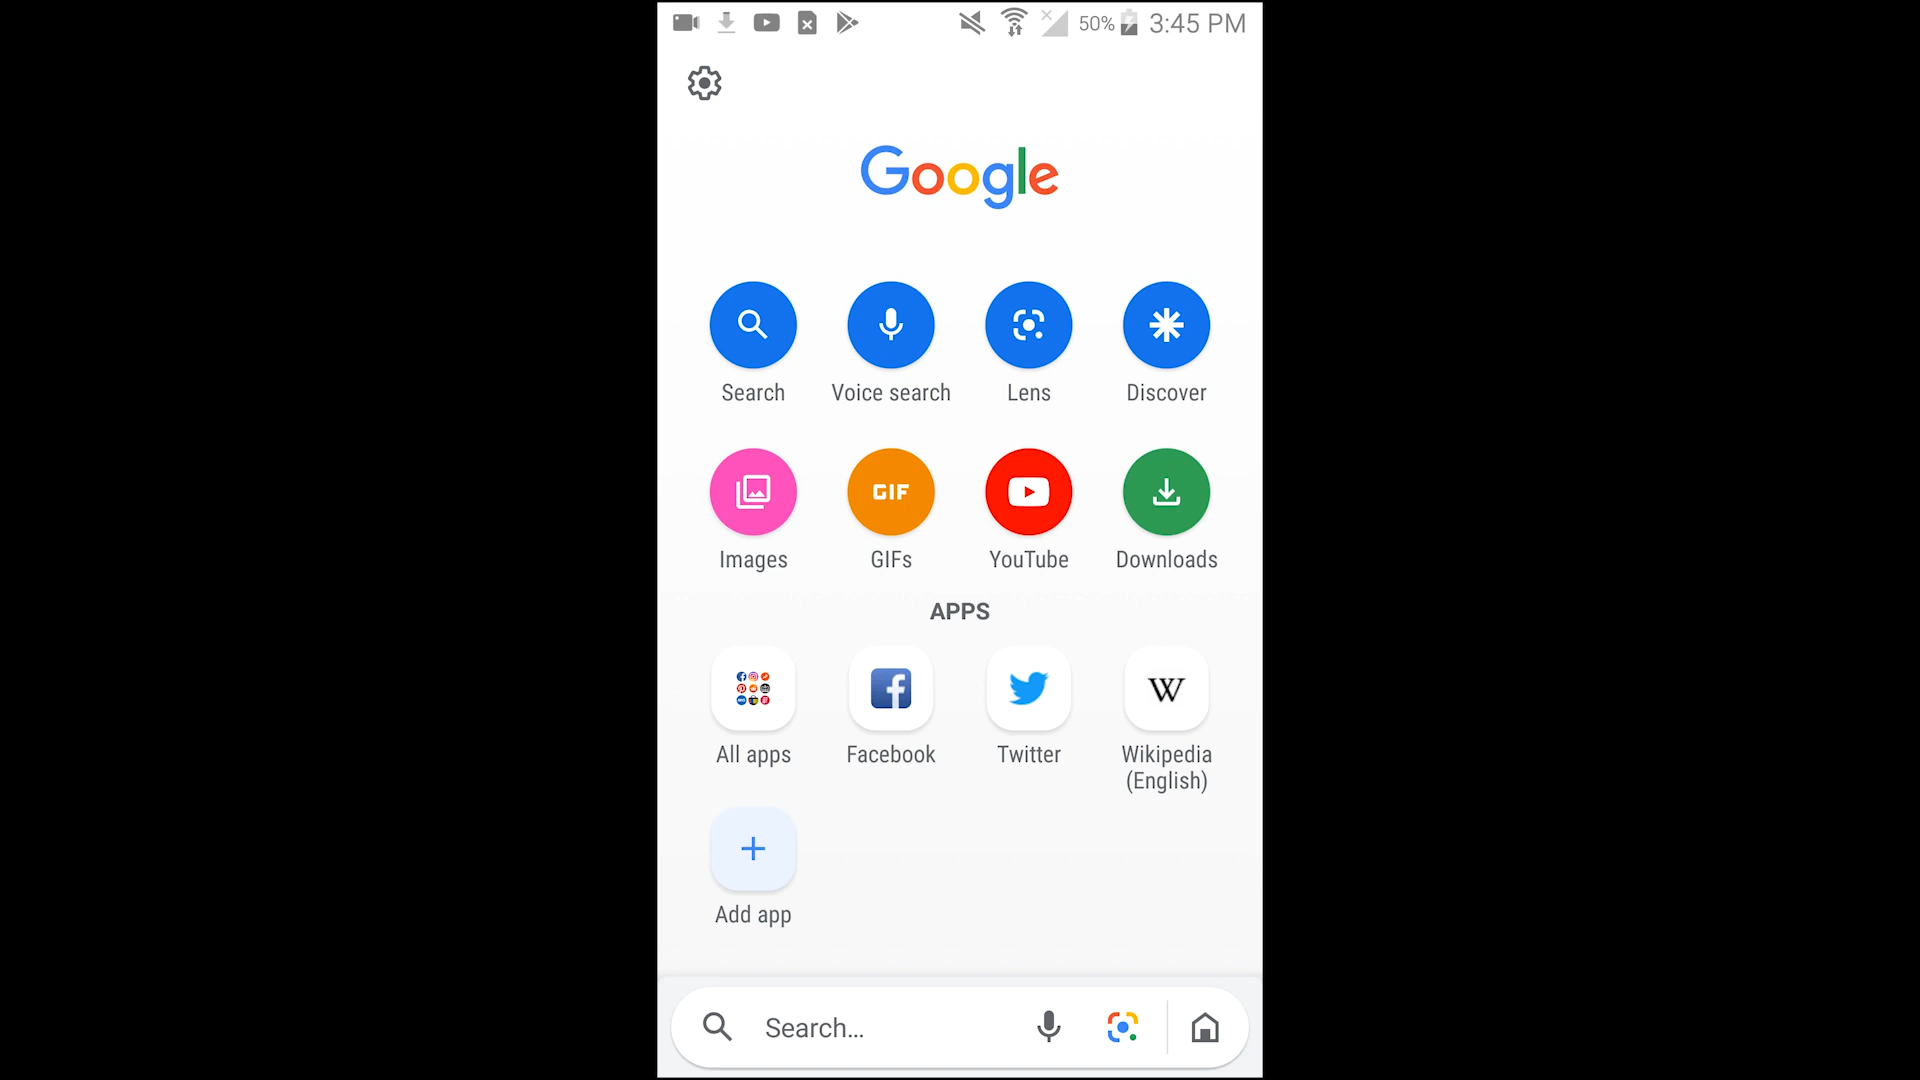 50% 3:45 PM
Google
Search Voice search Lens Discover
GIF
Images GIFs YouTube Downloads
APPS
W
All apps Facebook Twitter Wikipedia
(English)
Add app
Search...